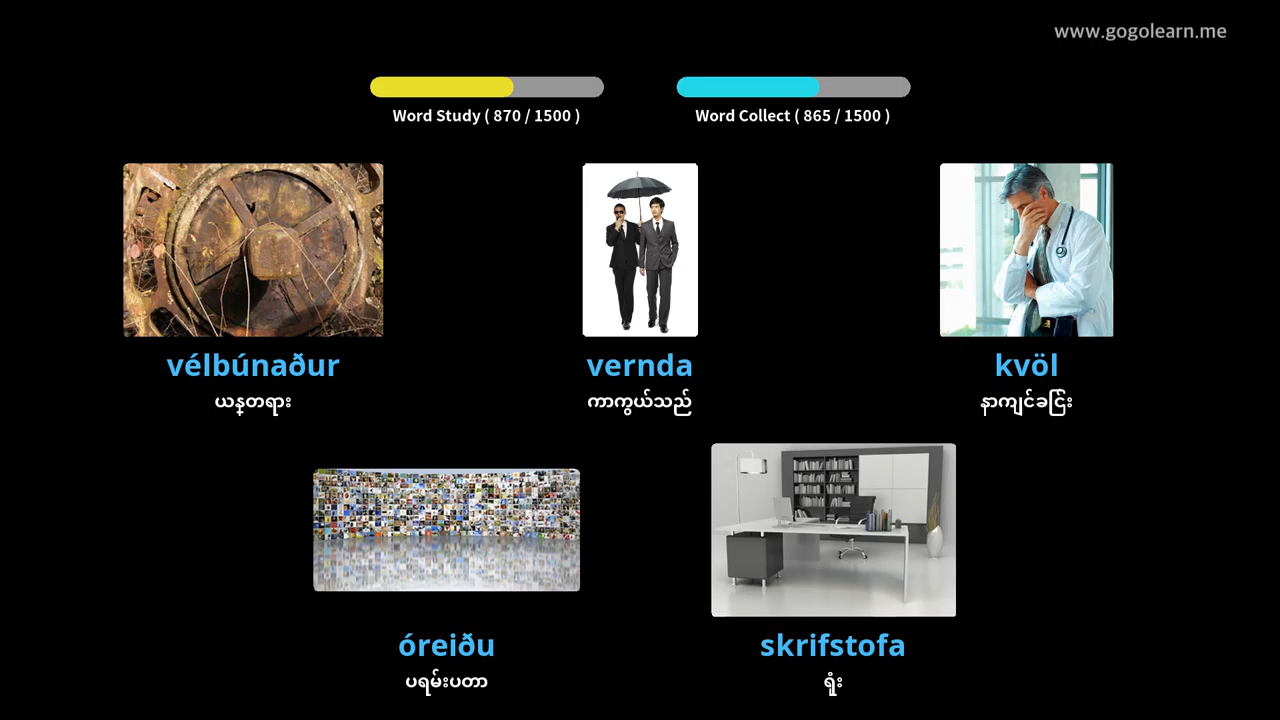 www.gogolearn.me
Word Study ( 870 / 1500 )
Word Collect ( 865 / 1500 )
vélbúnaður
ယန္တရား
vernda
ကာကွယ်သည်
kvöl
နာကျင်ခြင်း
óreiðu
ပရမ်းပတာ
skrifstofa
ရုံး